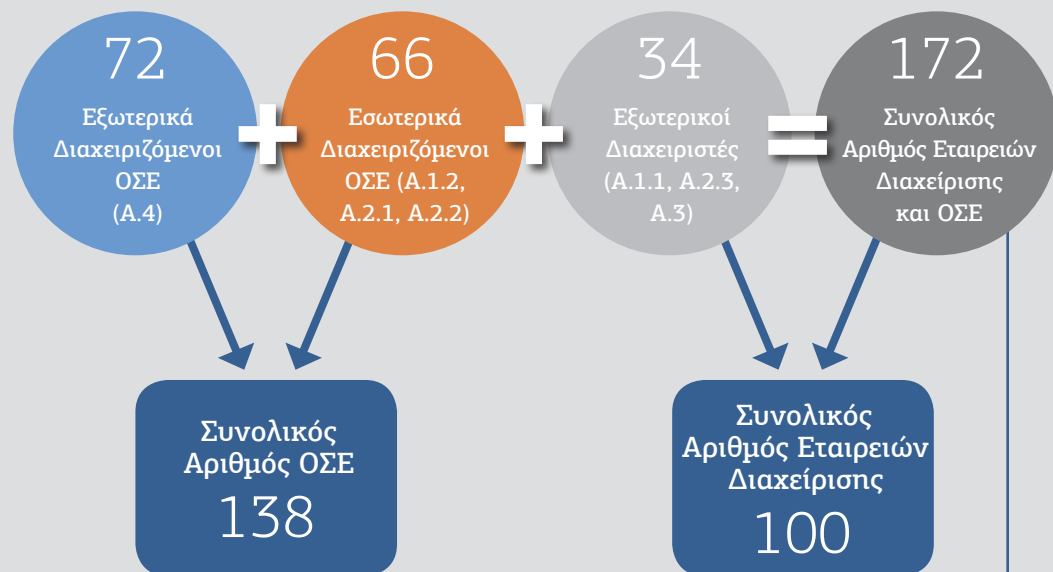 72
Εξωτερικά
Διαχειριζόμενοι
ΟΣΕ
(Α.4)
+
66
Εσωτερικά
Διαχειριζόμενοι
ΟΣΕ (Α.1.2,
Α.2.1, Α.2.2)
+
34
Εξωτερικοί
Διαχειριστές
(Α.1.1, Α.2.3,
Α.3)
=
172
Συνολικός
Αριθμός Εταιρειών
Διαχείρισης
και ΟΣΕ
Συνολικός
Αριθμός ΟΣΕ
138
Συνολικός
Αριθμός Εταιρειών
Διαχείρισης
100